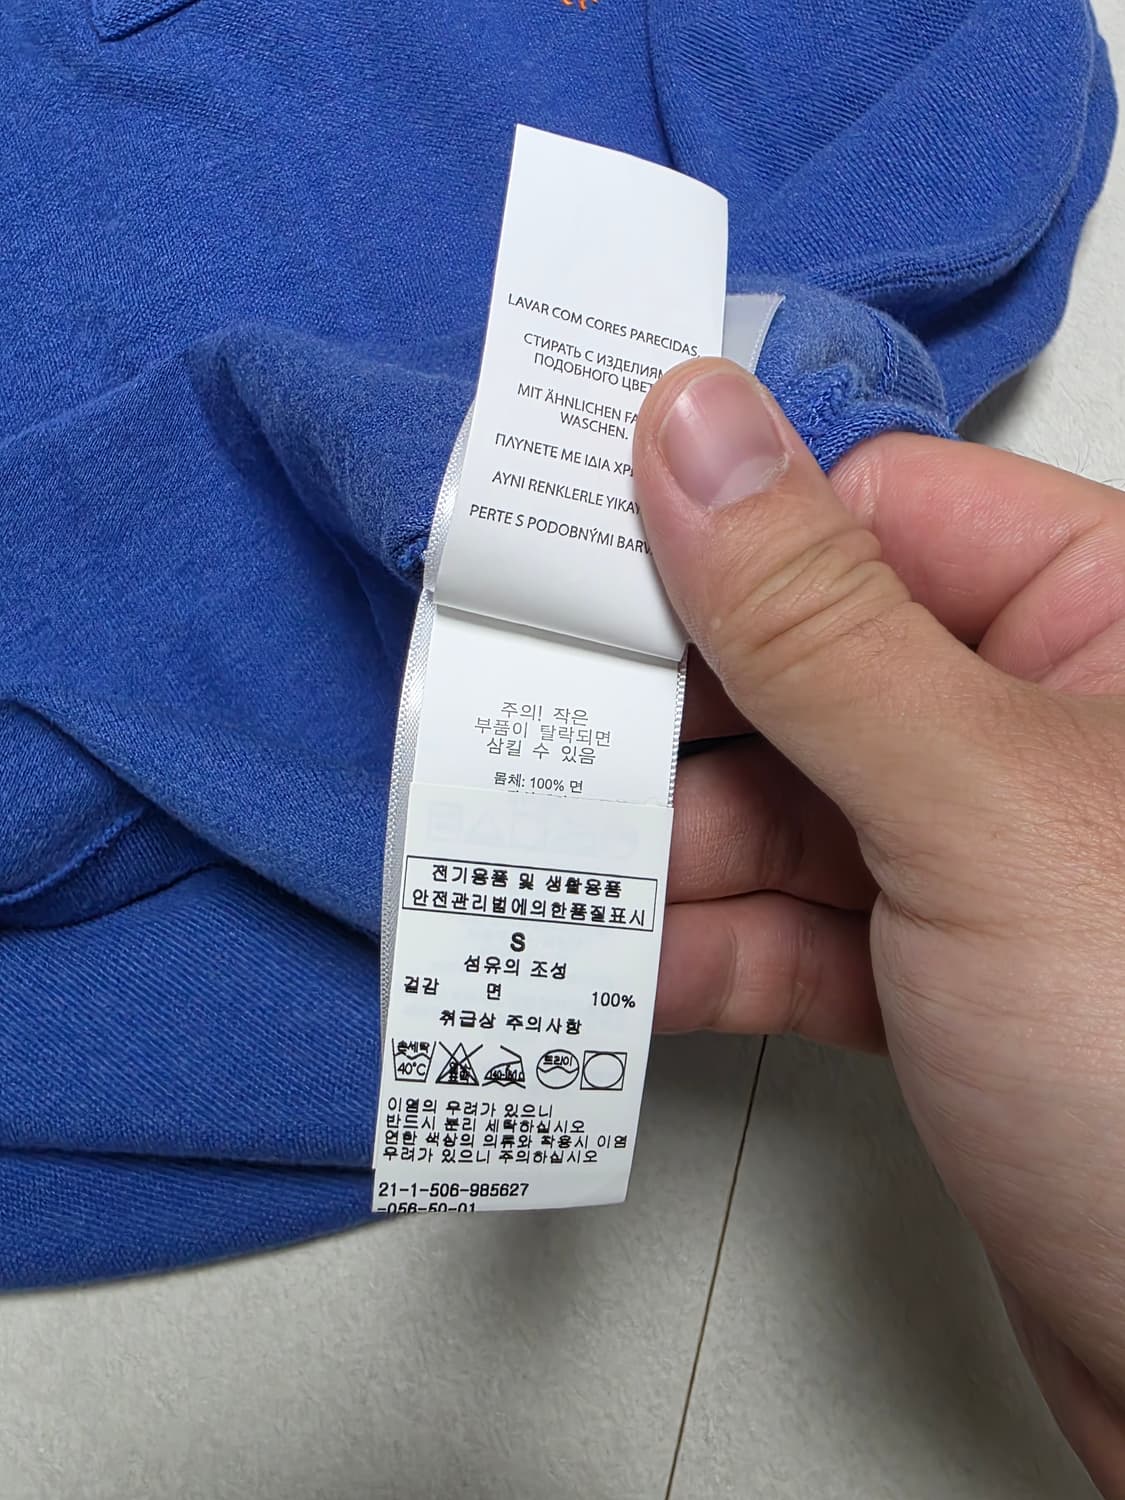 LAVAR COM CORES PARECIDAS.
СТИРАТЬ С ИЗДЕЛИЯМ
ПОДОБНОГО ЦВЕТ
MIT ÄHNLICHEN FA
WASCHEN.
ΠΛΥΝΕΤΕ ΜΕ ΙΔΙΑ ΧΡ
AYNI RENKLERLE YIKA
PERTE S PODOBNÝMI BARV
주의! 작은
부품이 탈락되면
삼킬 수 있음
몸체: 100% 면
전기용품 및 생활용품
안전관리법에의한품질표시
S
섬유의 조성
겉감 면 100%
취급상 주의사항
손세탁 40°C 드라이
이염의 우려가 있으니
반드시 분리 세탁하십시오
연한 색상의 의류와 착용시 이염
우려가 있으니 주의하십시오
21-1-506-985627
-056-50-01